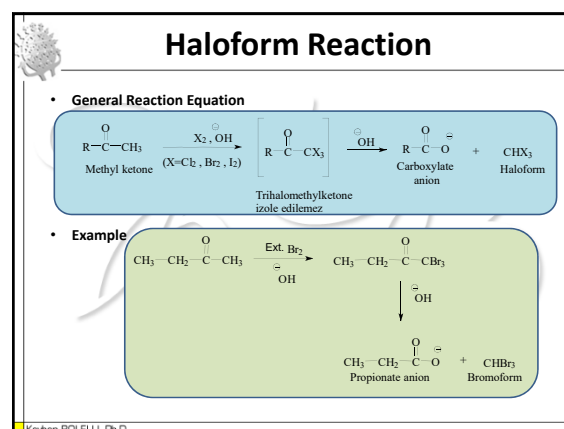 Haloform Reaction
• General Reaction Equation
O
R—C—CH₃
Methyl ketone
⊖
X₂ , OH
(X=Cl₂ , Br₂ , I₂)
O
R—C—CX₃
Trihalomethylketone
izole edilemez
⊖
OH
O ⊖
R—C—O
Carboxylate
anion
+
CHX₃
Haloform
• Example
O
CH₃—CH₂—C—CH₃
Ext. Br₂
⊖
OH
O
CH₃—CH₂—C—CBr₃
⊖
OH
O ⊖
CH₃—CH₂—C—O
Propionate anion
+
CHBr₃
Bromoform